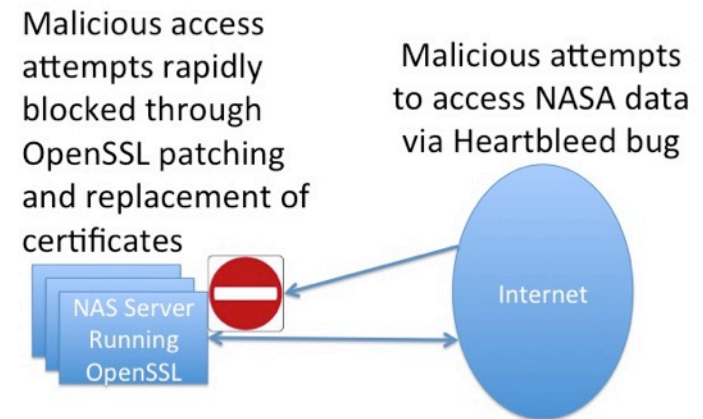 Malicious access
attempts rapidly
blocked through
OpenSSL patching
and replacement of
certificates
Malicious attempts
to access NASA data
via Heartbleed bug
NAS Server
Running
OpenSSL
Internet